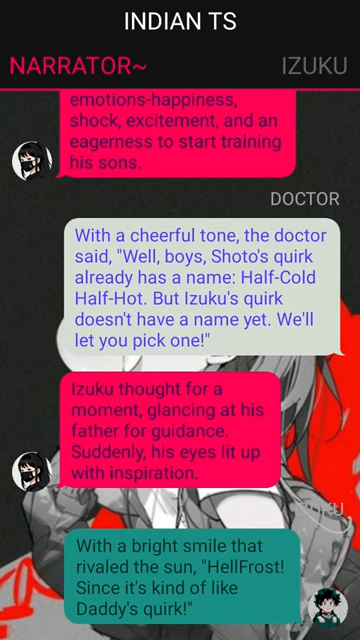 INDIAN TS
NARRATOR~ IZUKU
emotions-happiness,
shock, excitement, and an
eagerness to start training
his sons.
DOCTOR
With a cheerful tone, the doctor
said, "Well, boys, Shoto's quirk
already has a name: Half-Cold
Half-Hot. But Izuku's quirk
doesn't have a name yet. We'll
let you pick one!"
Izuku thought for a
moment, glancing at his
father for guidance.
Suddenly, his eyes lit up
with inspiration.
IZUKU
With a bright smile that
rivaled the sun, "HellFrost!
Since it's kind of like
Daddy's quirk!"